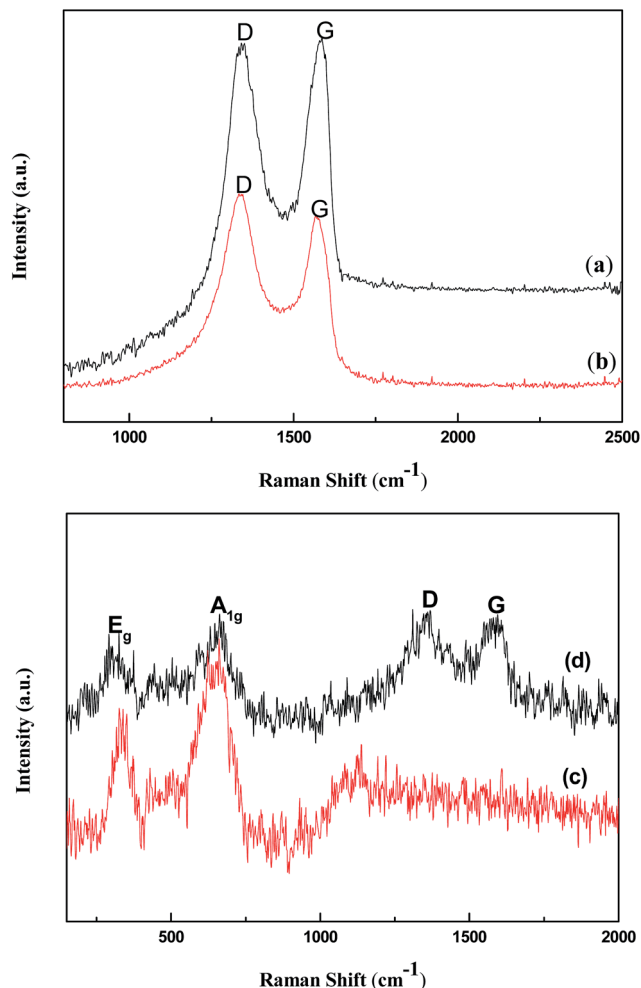 D
G
D
G
(a)
(b)
Intensity (a.u.)
1000 1500 2000 2500
Raman Shift (cm-1)
Eg
A1g
D
G
(d)
(c)
Intensity (a.u.)
500 1000 1500 2000
Raman Shift (cm-1)